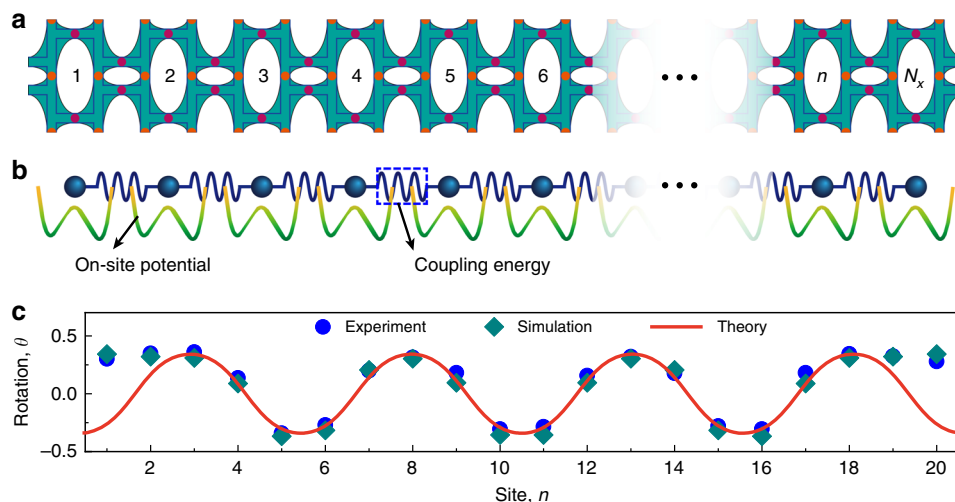 a
1 2 3 4 5 6 ••• n Nx
b
•••
On-site potential
Coupling energy
c
Experiment Simulation Theory
Rotation, θ
0.5
0.0
–0.5
2 4 6 8 10 12 14 16 18 20
Site, n